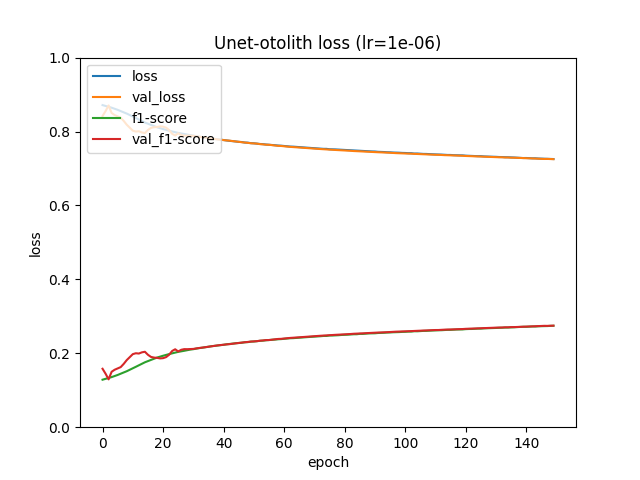 Unet-otolith loss (lr=1e-06)
loss
val_loss
f1-score
val_f1-score
1.0
0.8
0.6
0.4
0.2
0.0
loss
0 20 40 60 80 100 120 140
epoch